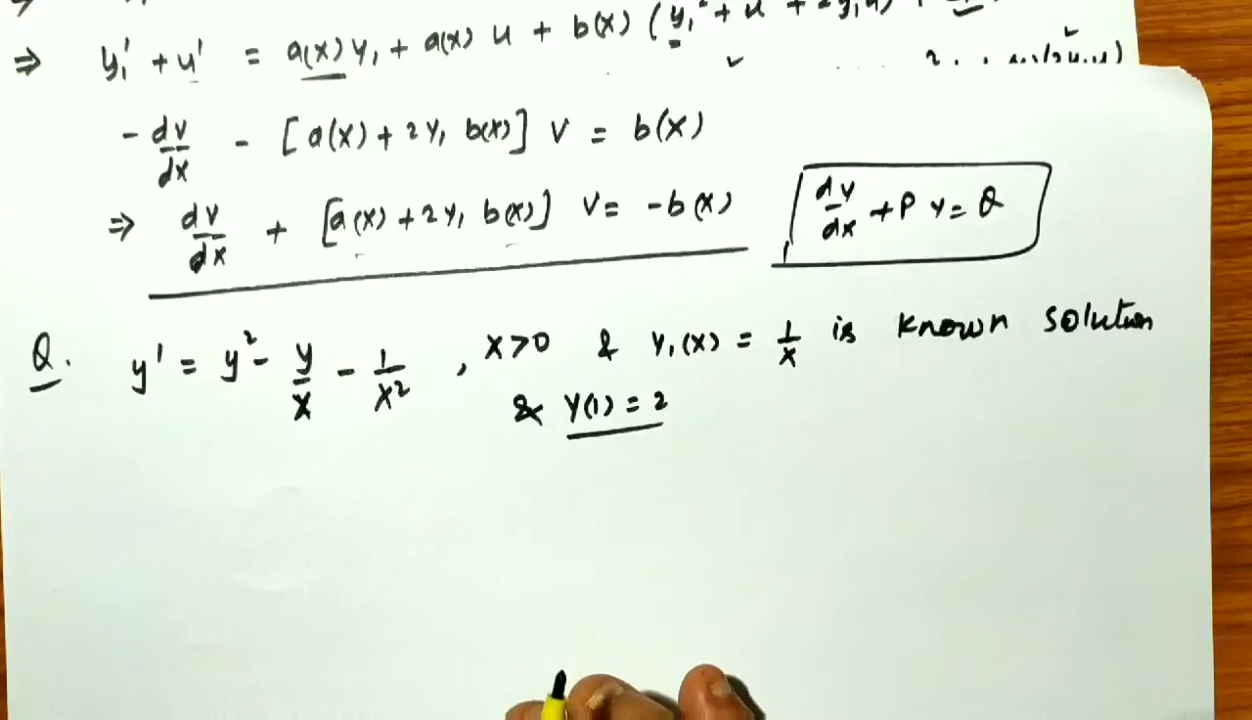 ⇒ y₁' + u' = a(x) y₁ + a(x) u + b(x) (y₁² + u + 2y₁u)
- dv/dx - [a(x) + 2y₁ b(x)] v = b(x)
⇒ dv/dx + [a(x) + 2y₁ b(x)] v = -b(x)
dy/dx + P y = Q
Q. y' = y² - y/x - 1/x² , x>0 & y₁(x) = 1/x is known solution
& y(1) = 2